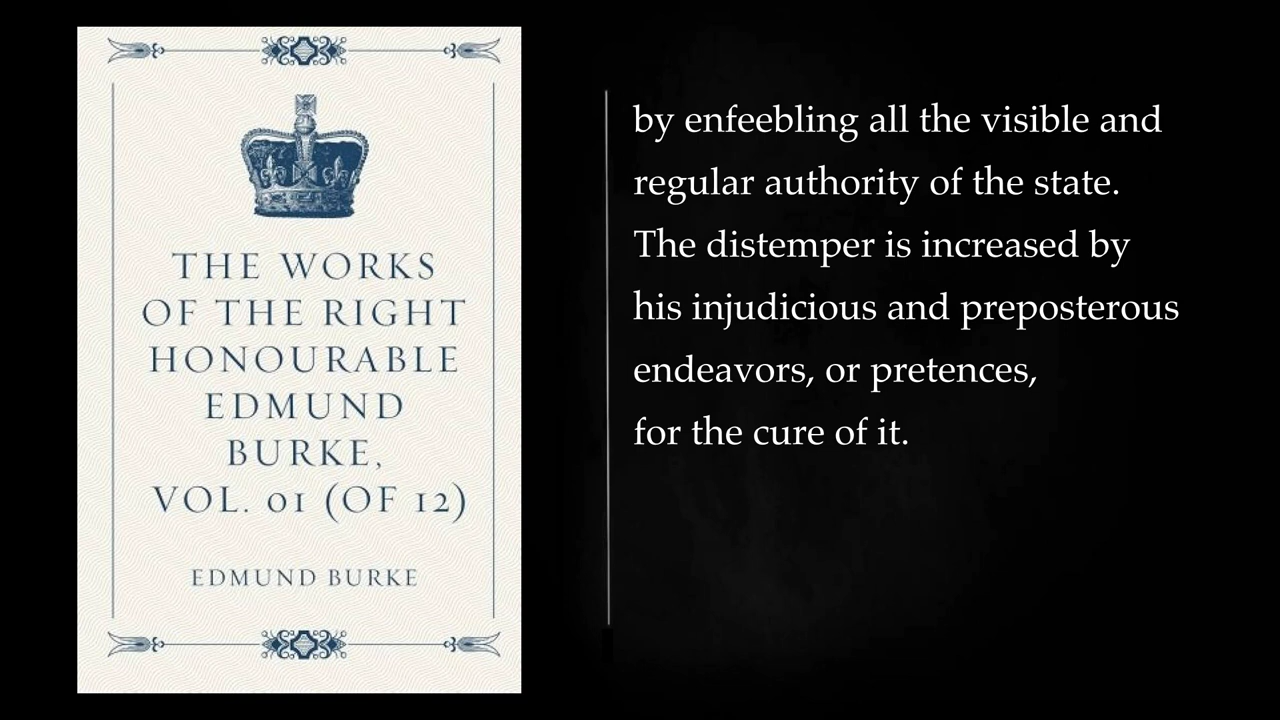 THE WORKS
OF THE RIGHT
HONOURABLE
EDMUND
BURKE,
VOL. 01 (OF 12)
EDMUND BURKE
by enfeebling all the visible and
regular authority of the state.
The distemper is increased by
his injudicious and preposterous
endeavors, or pretences,
for the cure of it.